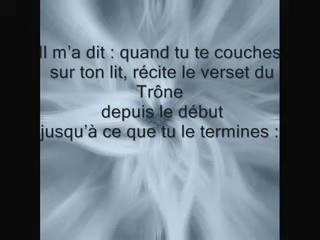 Il m'a dit : quand tu te couches
sur ton lit, récite le verset du
Trône
depuis le début
jusqu'à ce que tu le termines :